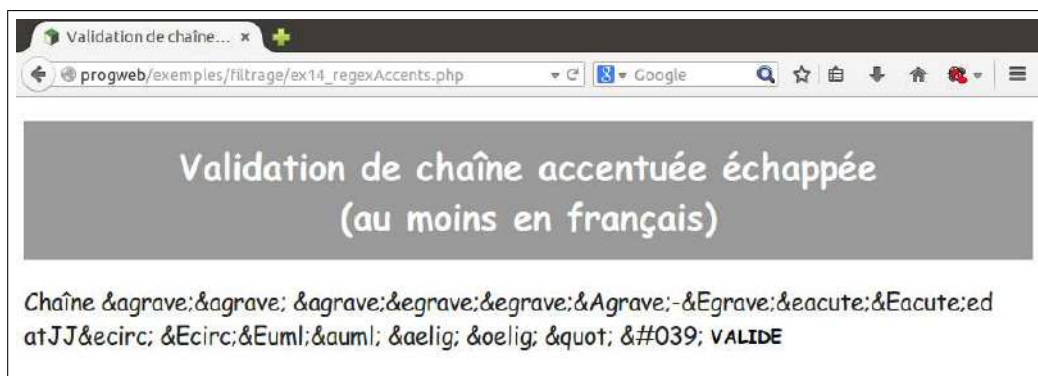 Validation de chaîne... ×
progweb/exemples/filtrage/ex14_regexAccents.php
8 Google
Validation de chaîne accentuée échappée
(au moins en français)
Chaîne &agrave;&agrave; &agrave;&egrave;&egrave;&Agrave;-&Egrave;&eacute;&Eacute;ed
atJJ&ecirc; &Ecirc;&Euml;&auml; &aelig; &oelig; &quot; &#039; VALIDE